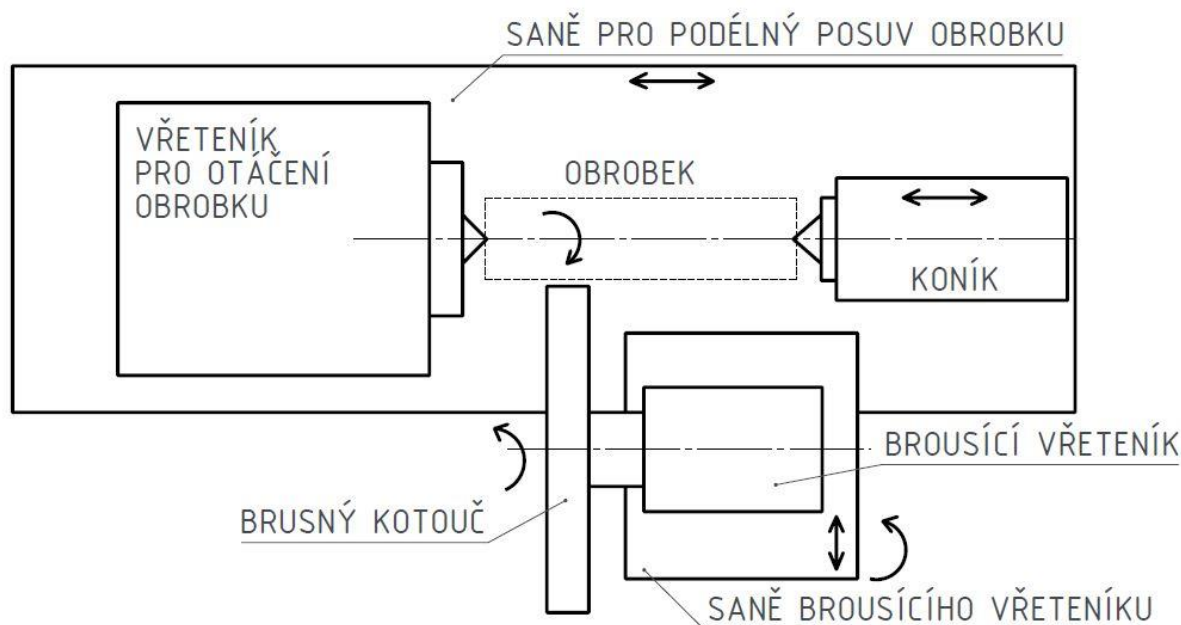 SANĚ PRO PODÉLNÝ POSUV OBROBKU
VŘETENÍK
PRO OTÁČENÍ
OBROBKU
OBROBEK
KONÍK
BROUSÍCÍ VŘETENÍK
BRUSNÝ KOTOUČ
SANĚ BROUSÍCÍHO VŘETENÍKU